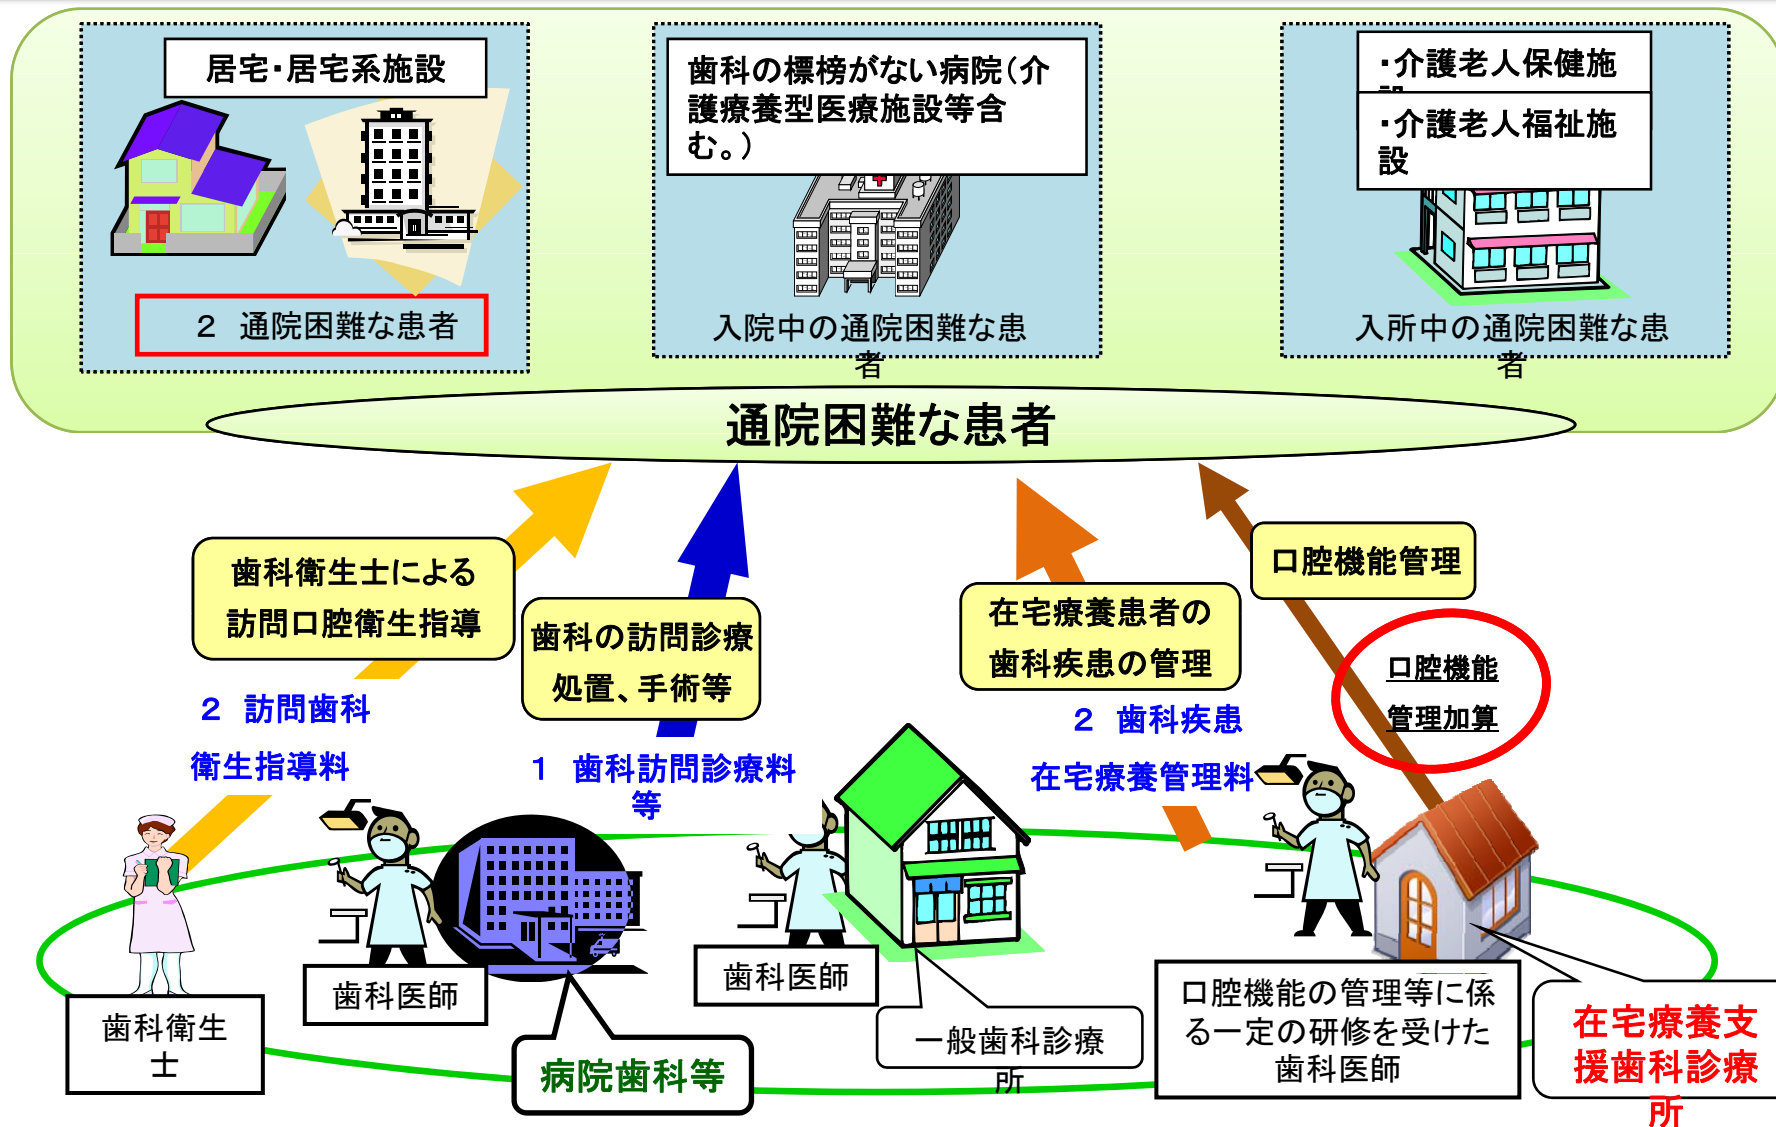 居宅・居宅系施設
２　通院困難な患者
歯科の標榜がない病院（介
護療養型医療施設等含
む。）
入院中の通院困難な患
者
・介護老人保健施
・介護老人福祉施
設
入所中の通院困難な患
者
通院困難な患者
歯科衛生士による
訪問口腔衛生指導
２　訪問歯科
衛生指導料
歯科の訪問診療
処置、手術等
１　歯科訪問診療料
等
在宅療養患者の
歯科疾患の管理
２　歯科疾患
在宅療養管理料
口腔機能管理
口腔機能
管理加算
歯科衛生
士
歯科医師
病院歯科等
歯科医師
一般歯科診療
所
口腔機能の管理等に係
る一定の研修を受けた
歯科医師
在宅療養支
援歯科診療
所